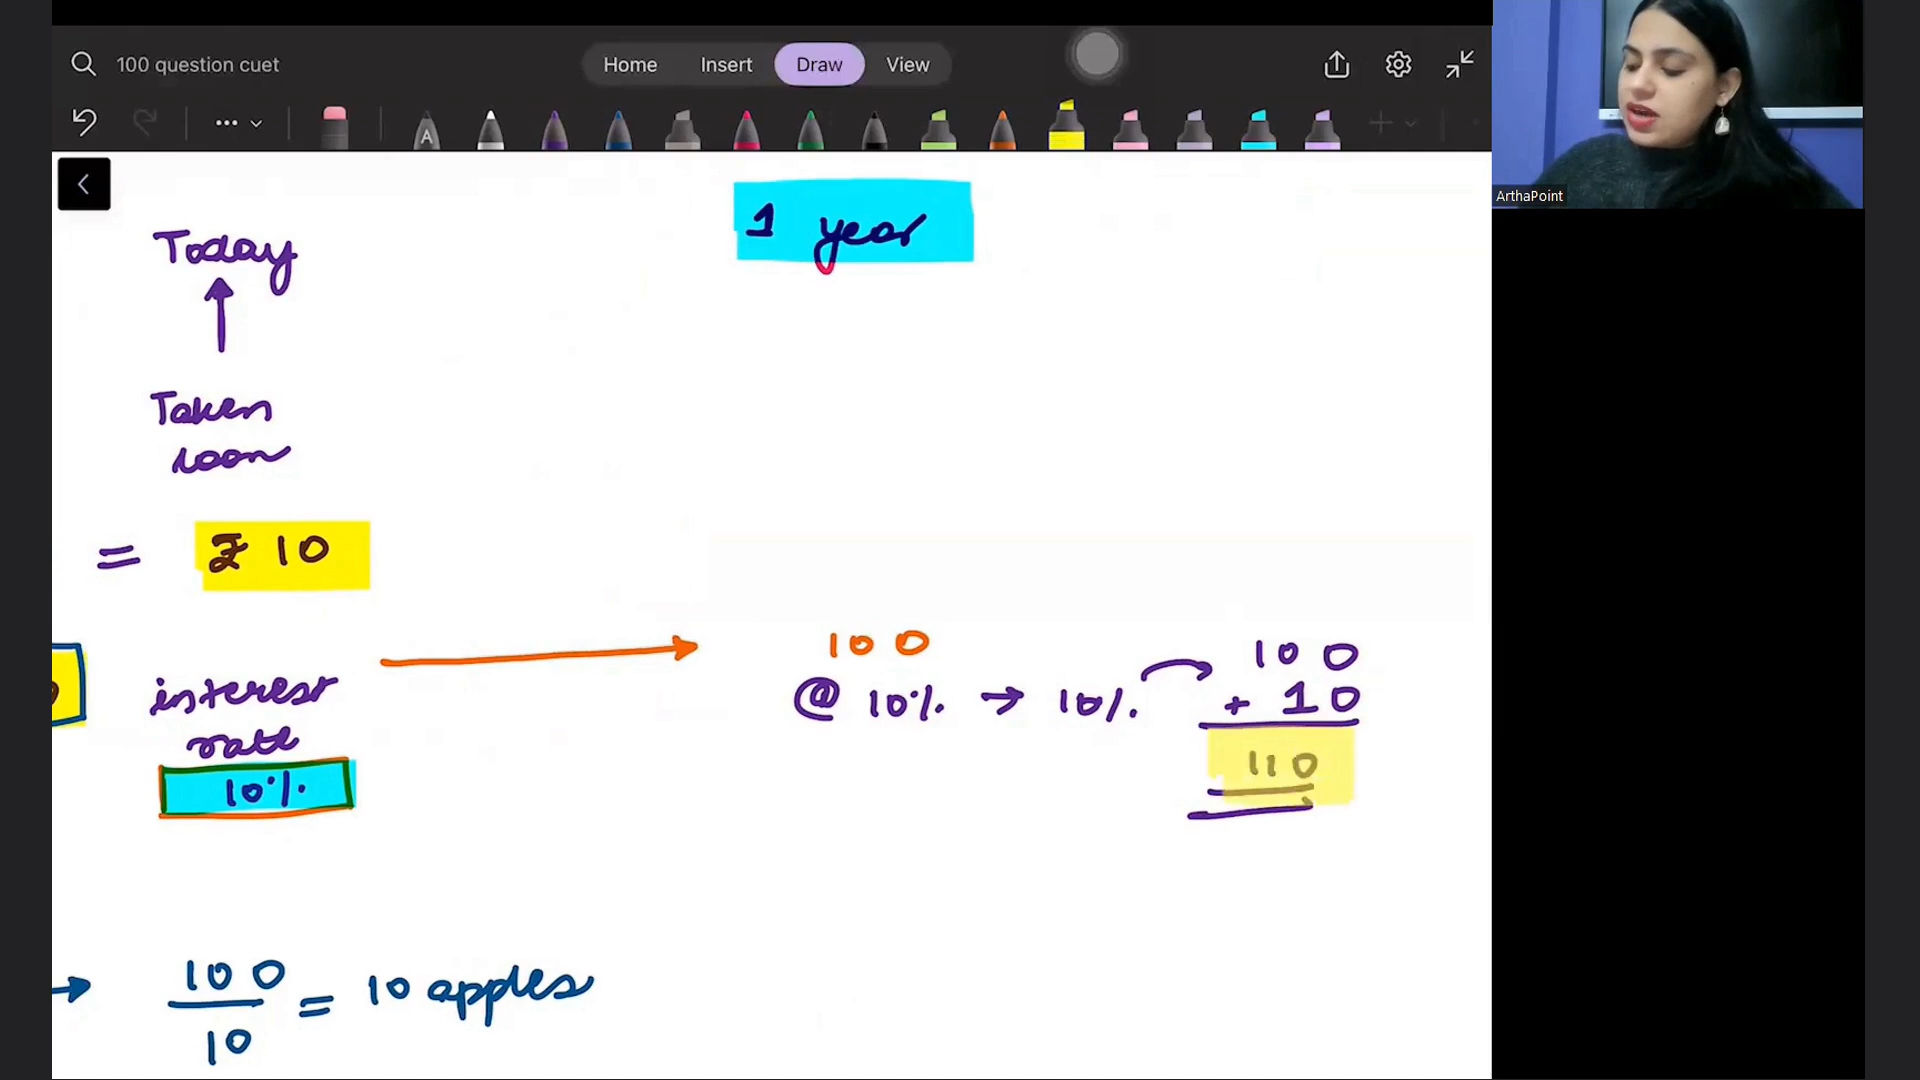 100 question cuet
Home Insert Draw View
A
ArthaPoint
1 year
Today
Taken
loan
= ₹ 10
100 100
interest @ 10% → 10% + 10
rate
10% 110
100
10 = 10 apples